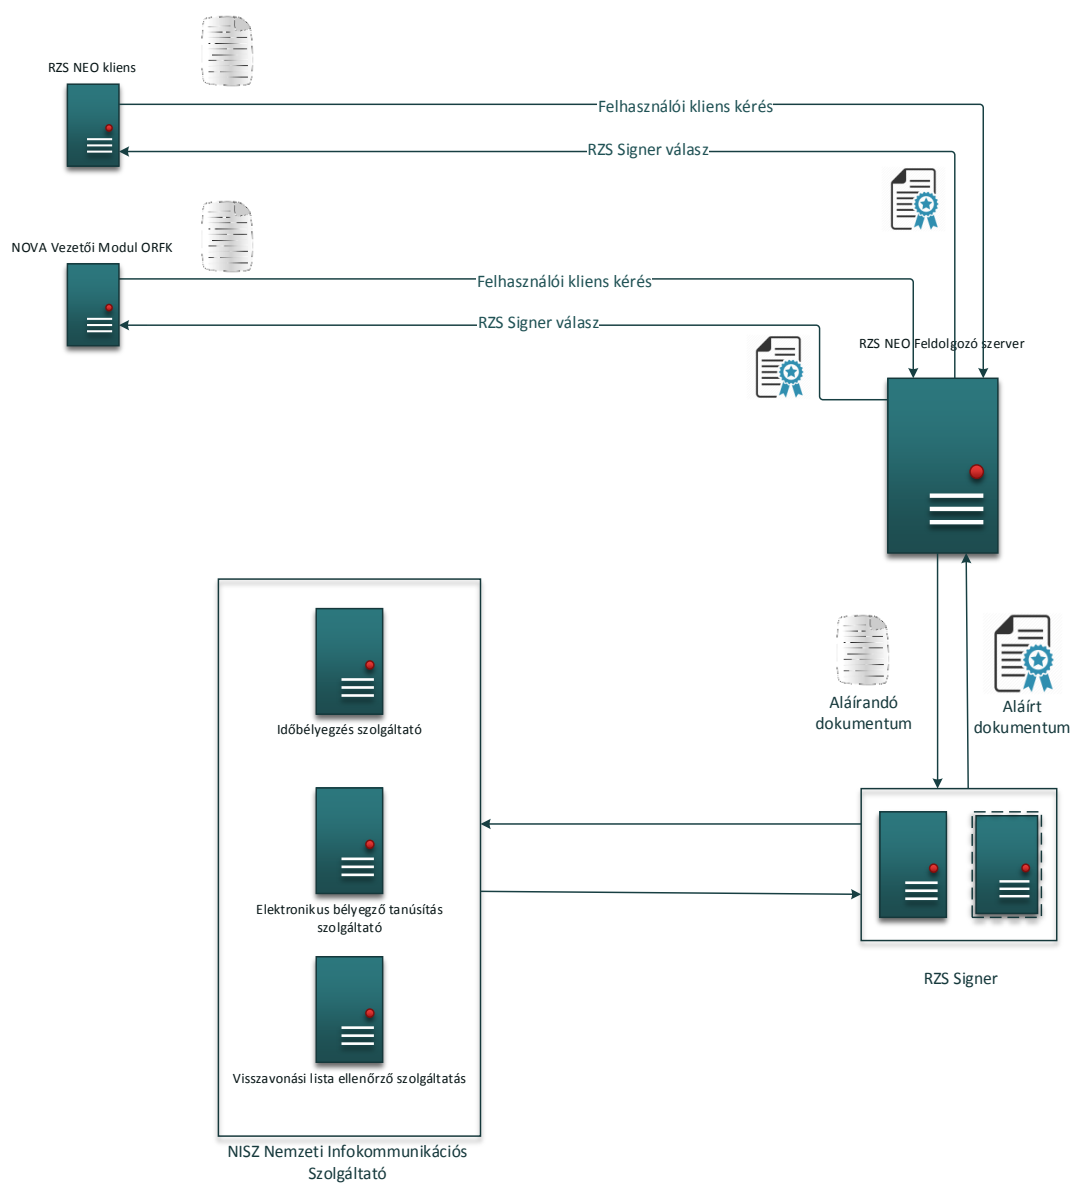 RZS NEO kliens
Felhasználói kliens kérés
RZS Signer válasz
NOVA Vezetői Modul ORFK
Felhasználói kliens kérés
RZS Signer válasz
RZS NEO Feldolgozó szerver
Aláírandó
dokumentum
Aláírt
dokumentum
Időbélyegzés szolgáltató
Elektronikus bélyegző tanúsítás
szolgáltató
RZS Signer
Visszavonási lista ellenőrző szolgáltatás
NISZ Nemzeti Infokommunikációs
Szolgáltató